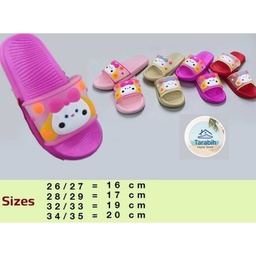 Tarabih
Sizes
26/27 = 16 cm
28/29 = 17 cm
32/33 = 19 cm
34/35 = 20 cm